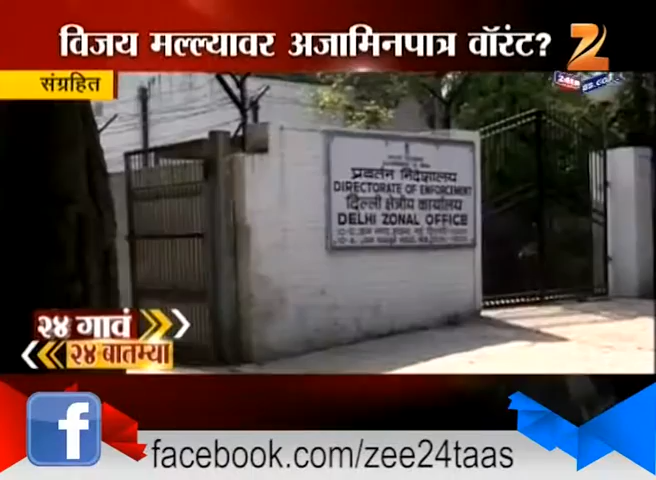 विजय मल्ल्यावर अजामिनपात्र वॉरंट?
संग्रहित
24
प्रवर्तन निदेशालय
DIRECTORATE OF ENFORCEMENT
दिल्ली क्षेत्रीय कार्यालय
DELHI ZONAL OFFICE
२४ गावं
२४ बातम्या
facebook.com/zee24taas